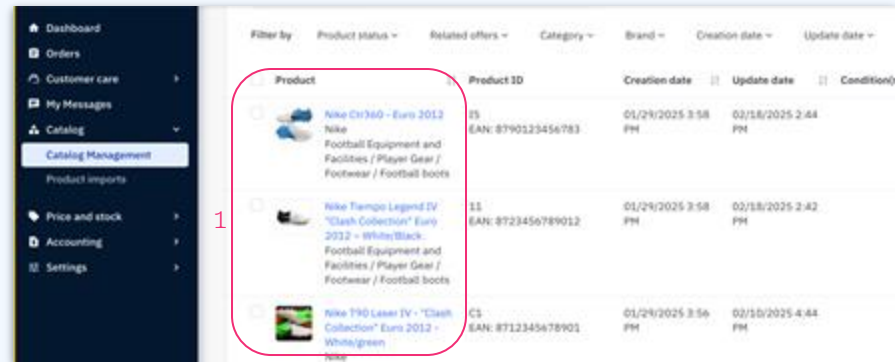 Dashboard
Orders
Customer care
My Messages
Catalog
Catalog Management
Product imports
Price and stock
Accounting
Settings
1
Filter by Product status Related offers Category Brand Creation date Update date
Product Product ID Creation date Update date Condition(
Nike Ctr360 - Euro 2012
Nike
Football Equipment and
Facilities / Player Gear /
Footwear / Football boots
15
EAN: 8790123456783
01/29/2025 3:58
PM
02/18/2025 2:44
PM
Nike Tiempo Legend IV
"Clash Collection" Euro
2012 – White/Black
Football Equipment and
Facilities / Player Gear /
Footwear / Football boots
11
EAN: 8723456789012
01/29/2025 3:58
PM
02/18/2025 2:42
PM
Nike T90 Laser IV - "Clash
Collection" Euro 2012 -
White/green
Nike
C1
EAN: 8712345678901
01/29/2025 3:56
PM
02/10/2025 4:44
PM